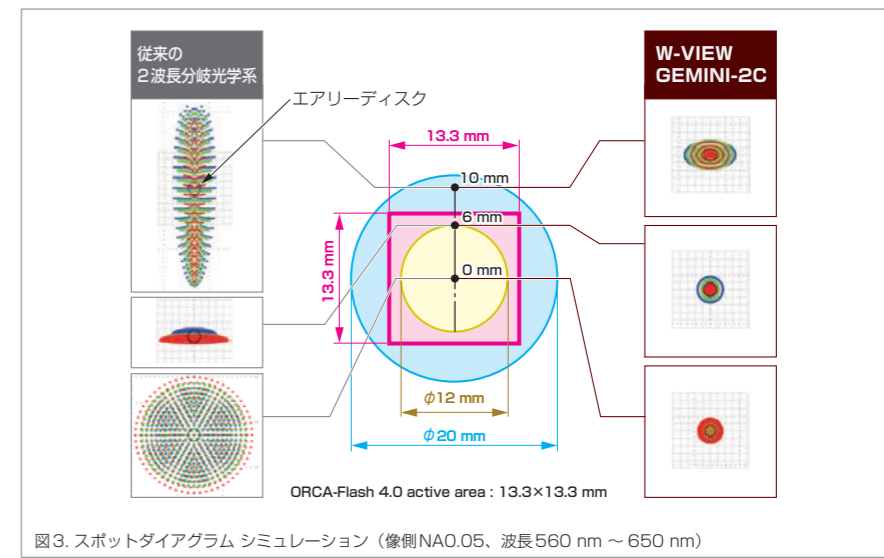 従来の
2波長分岐光学系
W-VIEW
GEMINI-2C
エアリーディスク
13.3 mm
10 mm
6 mm
13.3 mm
0 mm
φ12 mm
φ20 mm
ORCA-Flash 4.0 active area : 13.3×13.3 mm
図3. スポットダイアグラム シミュレーション（像側NA0.05、波長560 nm ～ 650 nm）